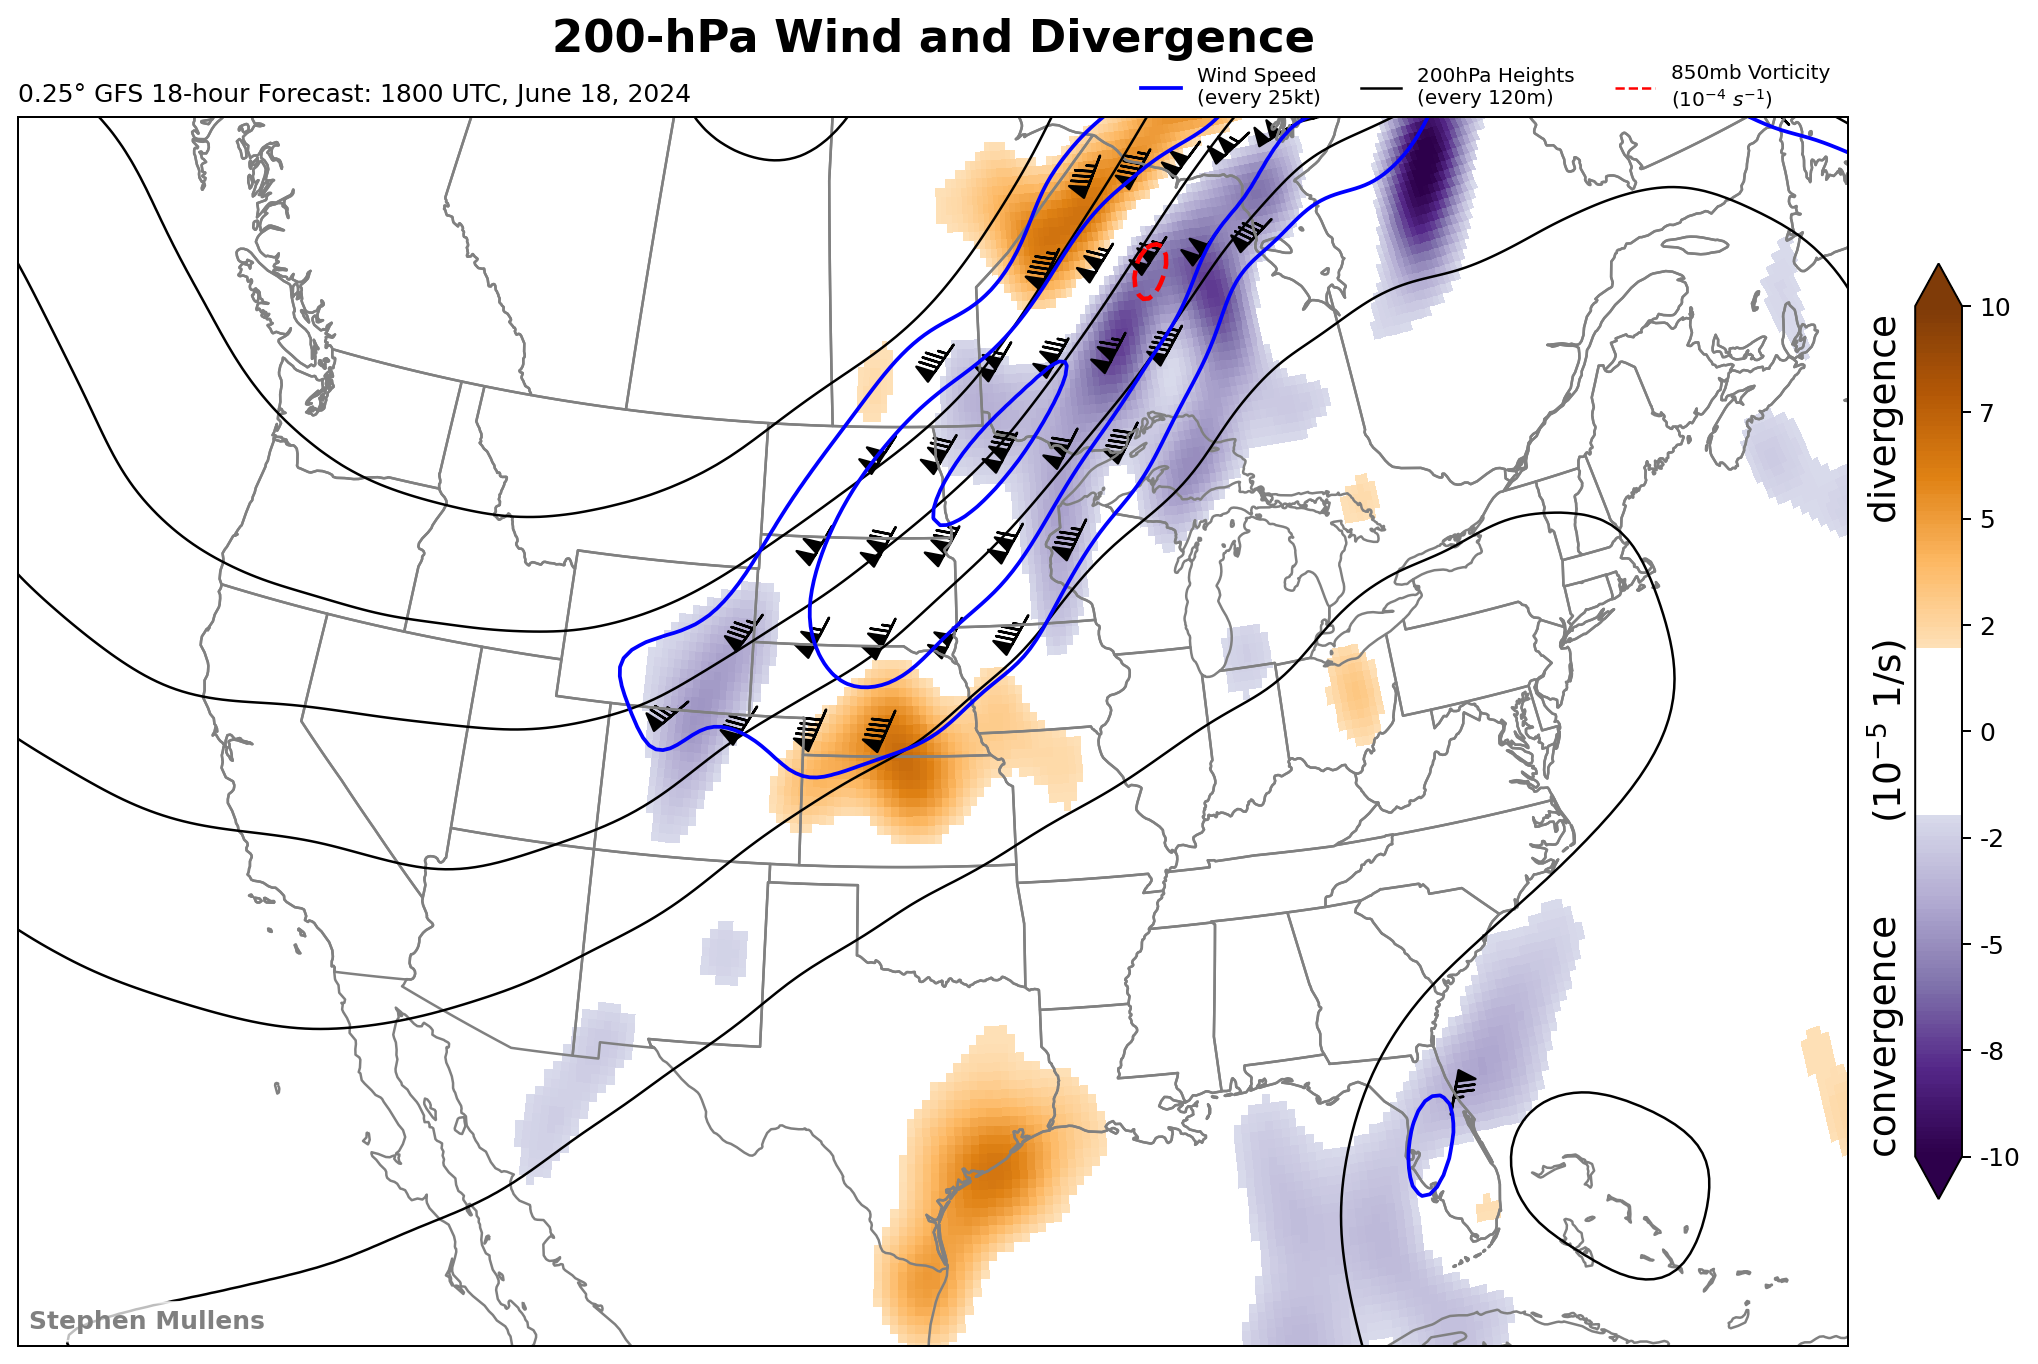 200-hPa Wind and Divergence
0.25° GFS 18-hour Forecast: 1800 UTC, June 18, 2024
Wind Speed
(every 25kt)
200hPa Heights
(every 120m)
850mb Vorticity
(10⁻⁴ s⁻¹)
10
7
5
2
0
-2
-5
-8
-10
convergence (10⁻⁵ 1/s) divergence
Stephen Mullens